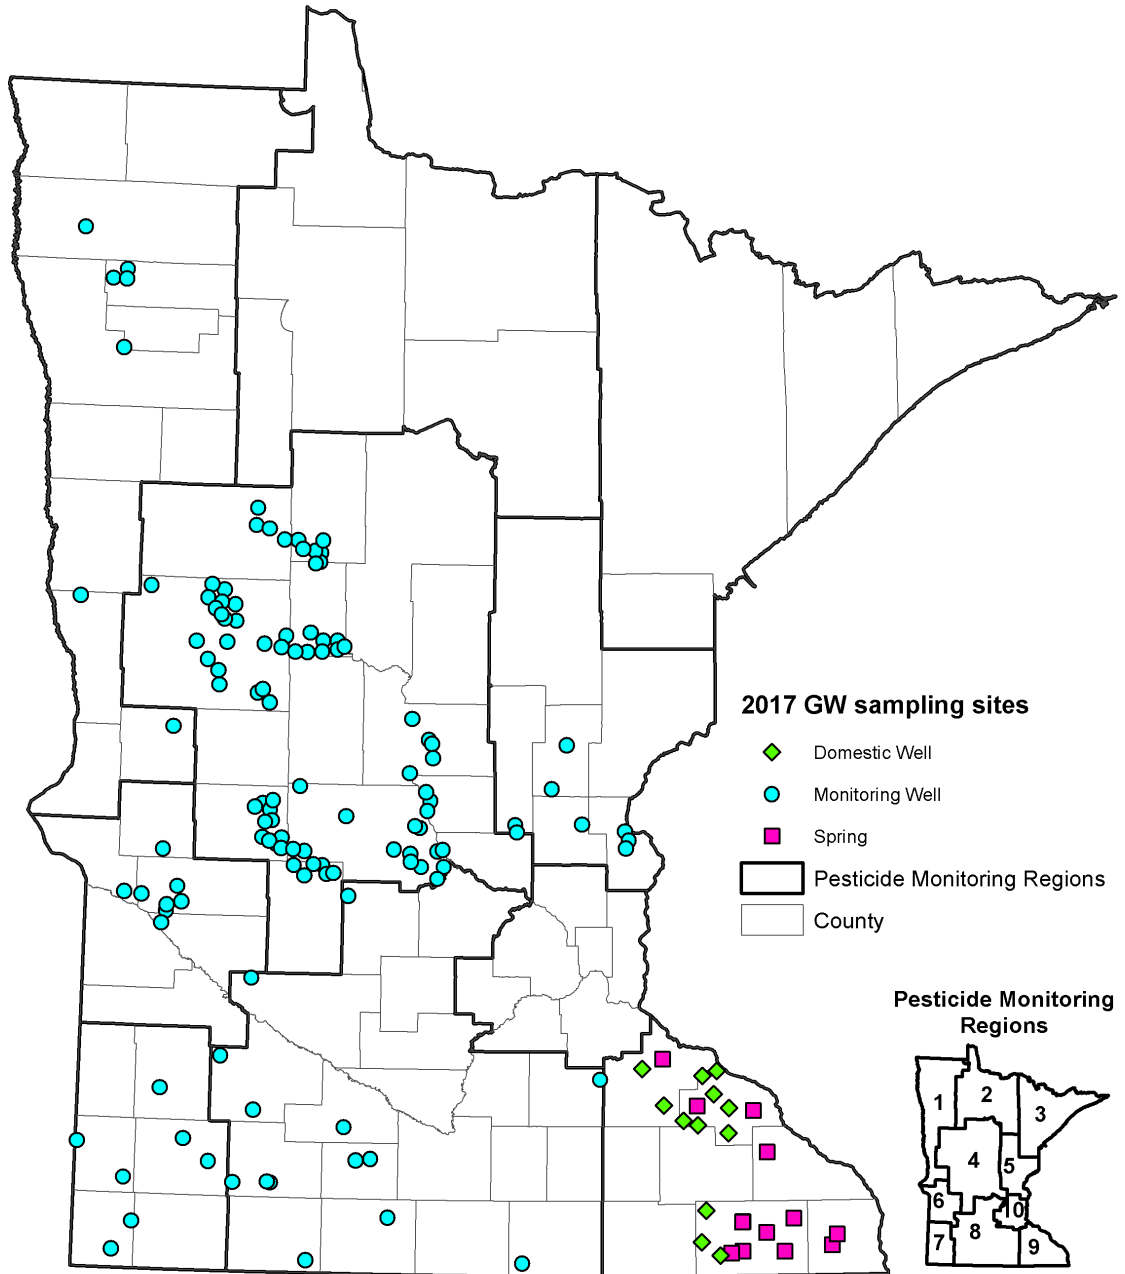 2017 GW sampling sites
Domestic Well
Monitoring Well
Spring
Pesticide Monitoring Regions
County
Pesticide Monitoring
Regions
1
2
3
4
5
6
10
7
8
9